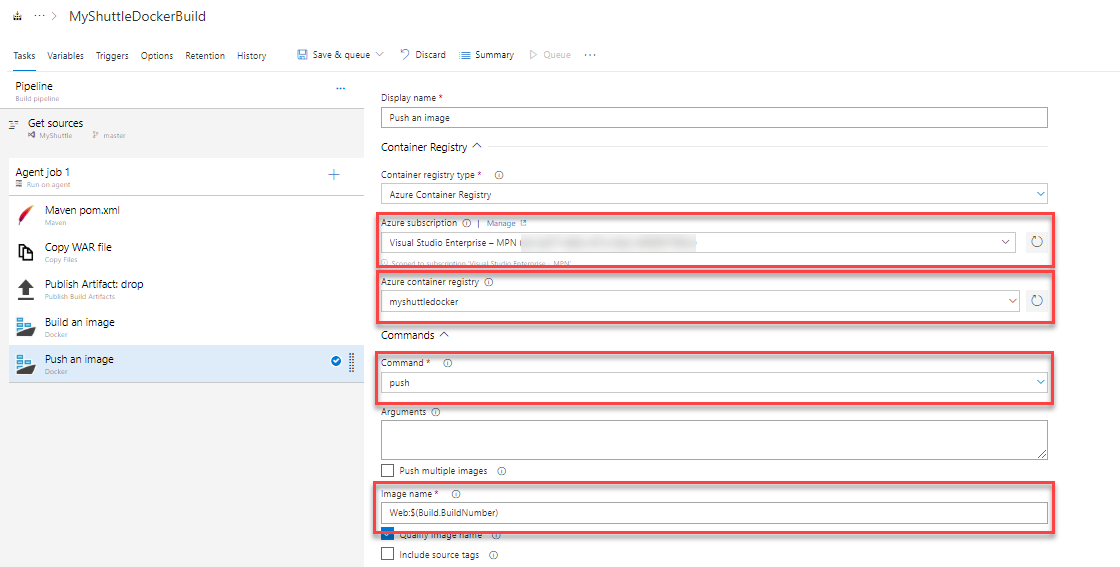 ··· MyShuttleDockerBuild
Tasks Variables Triggers Options Retention History Save & queue Discard Summary Queue ···
Pipeline ···
Build pipeline
Get sources
MyShuttle master
Agent job 1
Run on agent
Maven pom.xml
Maven
Copy WAR file
Copy Files
Publish Artifact: drop
Publish Build Artifacts
Build an image
Docker
Push an image
Docker
Display name *
Push an image
Container Registry
Container registry type *
Azure Container Registry
Azure subscription | Manage
Visual Studio Enterprise – MPN (
Scoped to subscription 'Visual Studio Enterprise – MPN'
Azure container registry
myshuttledocker
Commands
Command *
push
Arguments
Push multiple images
Image name *
Web:$(Build.BuildNumber)
Qualify image name
Include source tags